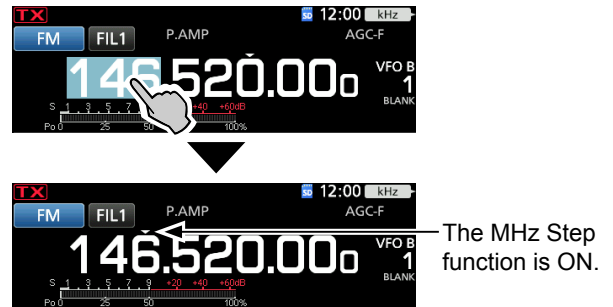 TX SD 12:00 kHz
FM FIL1 P.AMP AGC-F
146.520.000 VFO B
1
BLANK
S 1 3 5 7 +40 +60dB
Po 0 25 50 100%
TX SD 12:00 kHz
FM FIL1 P.AMP AGC-F
146.520.000 VFO B
1
BLANK
S 1 3 5 7 9 +20 +40 +60dB
Po 0 25 50 100%
The MHz Step
function is ON.